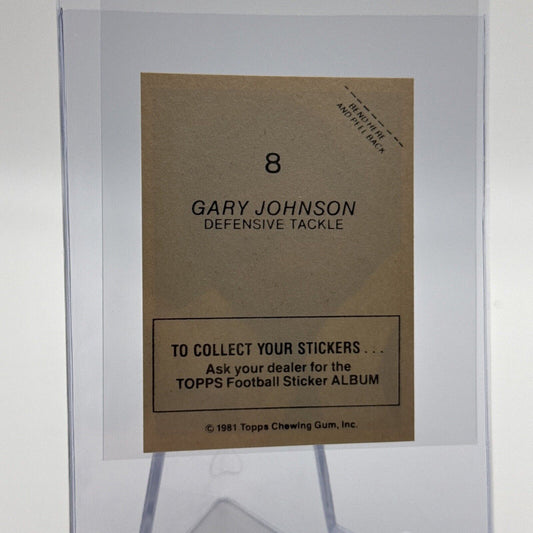 BEND HERE
AND PEEL BACK
8
GARY JOHNSON
DEFENSIVE TACKLE
TO COLLECT YOUR STICKERS...
Ask your dealer for the
TOPPS Football Sticker ALBUM
© 1981 Topps Chewing Gum, Inc.